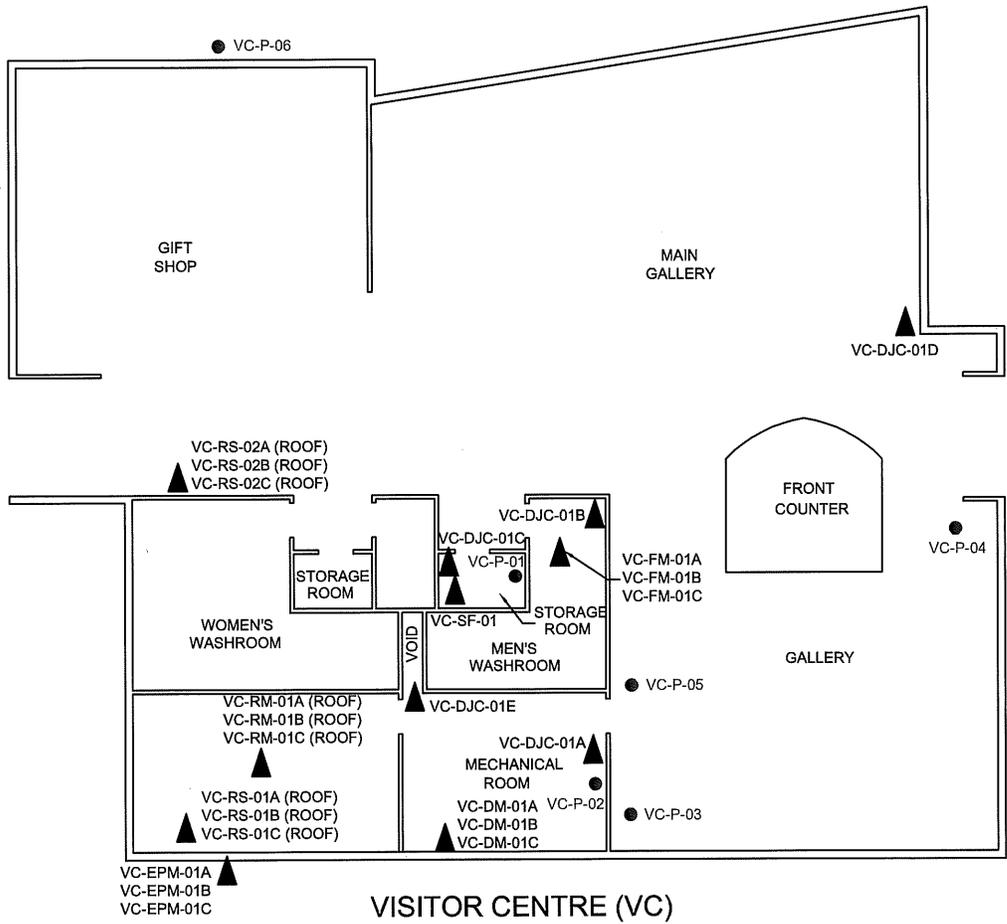 VC-P-06
GIFT
SHOP
MAIN
GALLERY
VC-DJC-01D
VC-RS-02A (ROOF)
VC-RS-02B (ROOF)
VC-RS-02C (ROOF)
FRONT
COUNTER
VC-DJC-01B
VC-DJC-01C
VC-P-01
VC-P-04
VC-FM-01A
VC-FM-01B
VC-FM-01C
STORAGE
ROOM
VC-SF-01
STORAGE
ROOM
WOMEN'S
WASHROOM
VOID
MEN'S
WASHROOM
GALLERY
VC-P-05
VC-RM-01A (ROOF)
VC-RM-01B (ROOF)
VC-RM-01C (ROOF)
VC-DJC-01E
VC-DJC-01A
MECHANICAL
ROOM
VC-P-02
VC-P-03
VC-RS-01A (ROOF)
VC-RS-01B (ROOF)
VC-RS-01C (ROOF)
VC-DM-01A
VC-DM-01B
VC-DM-01C
VC-EPM-01A
VC-EPM-01B
VC-EPM-01C
VISITOR CENTRE (VC)